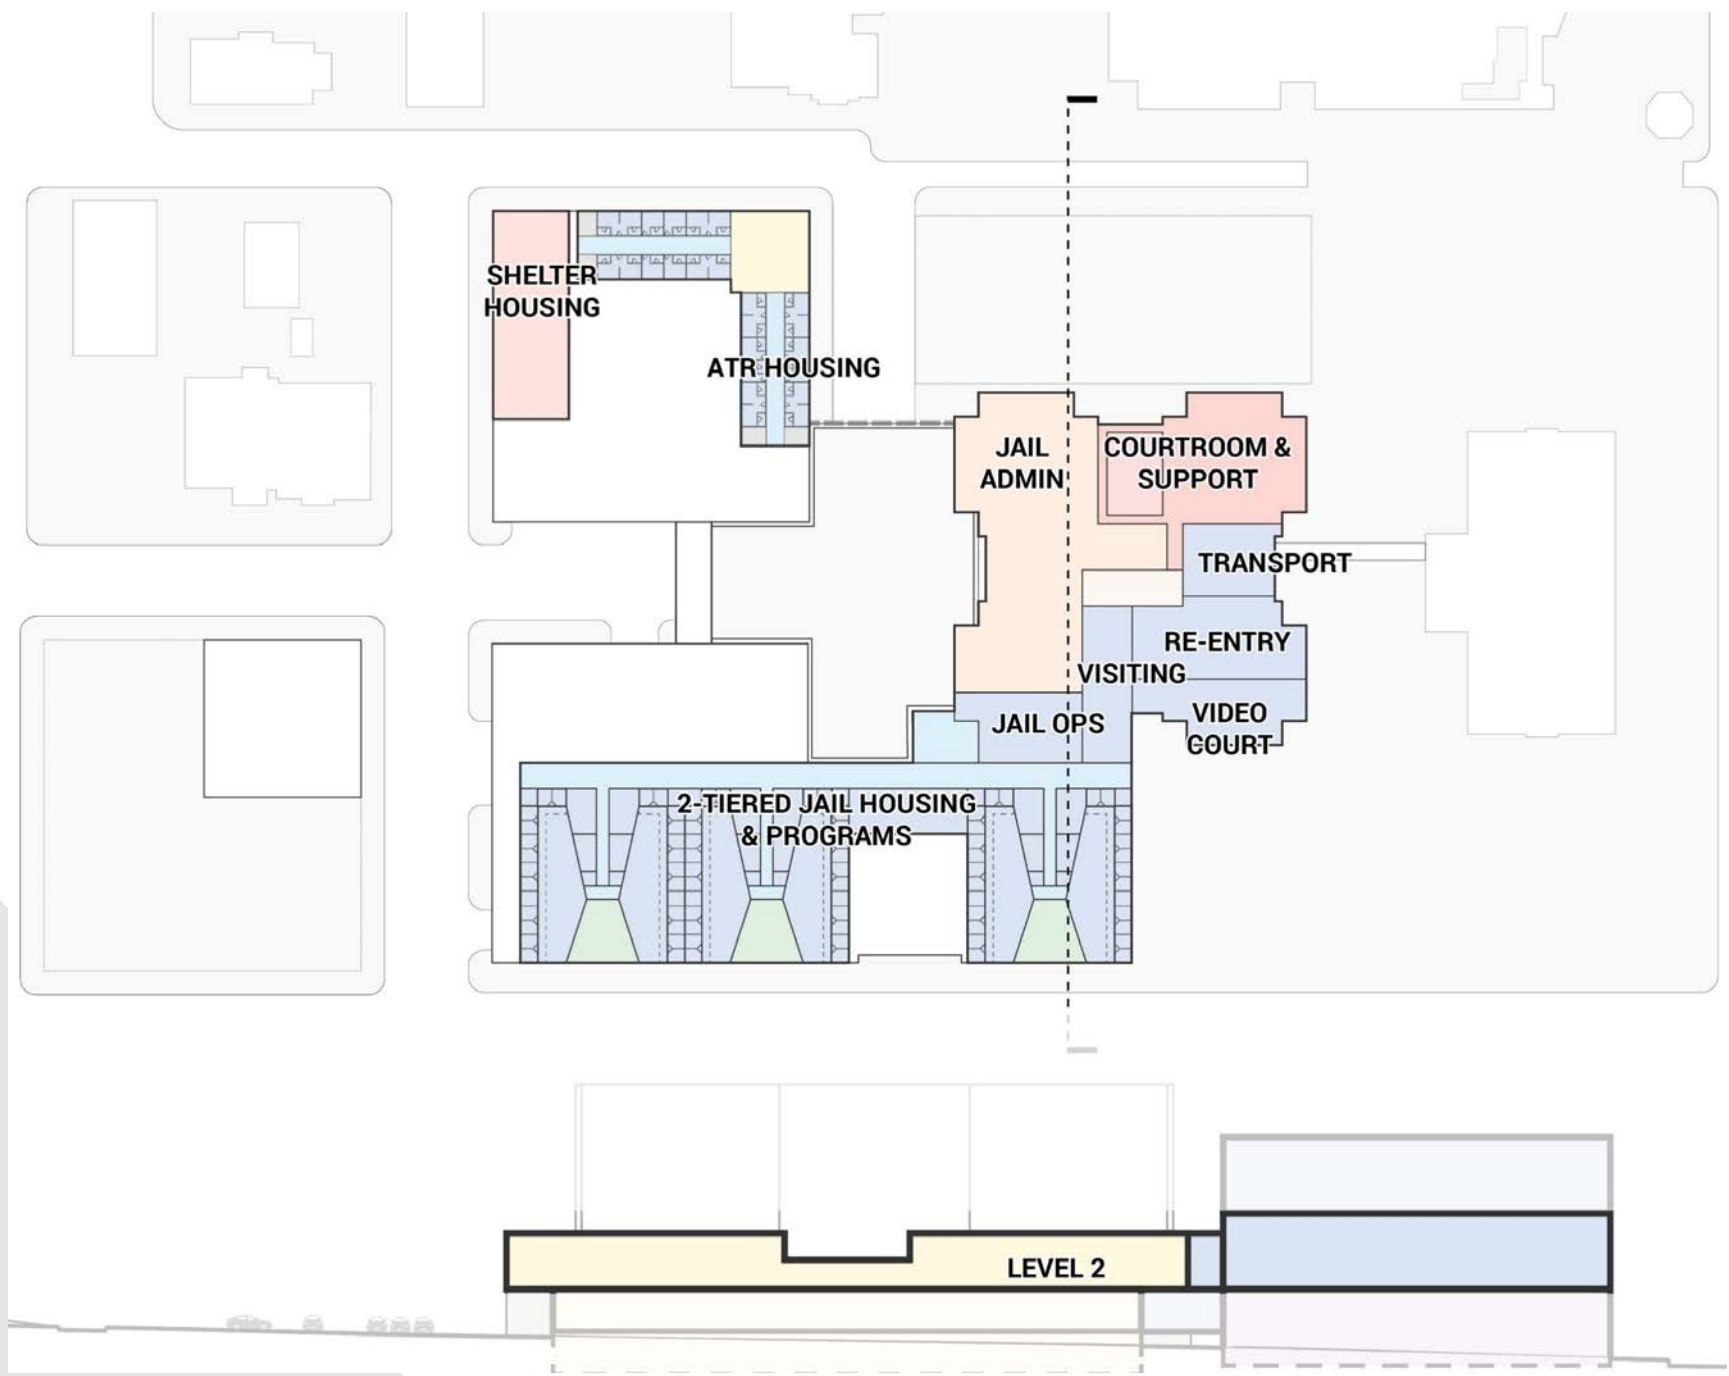 SHELTER
HOUSING
ATR HOUSING
JAIL
ADMIN
COURTROOM &
SUPPORT
TRANSPORT
RE-ENTRY
VISITING
VIDEO
COURT
JAIL OPS
2-TIERED JAIL HOUSING
& PROGRAMS
LEVEL 2